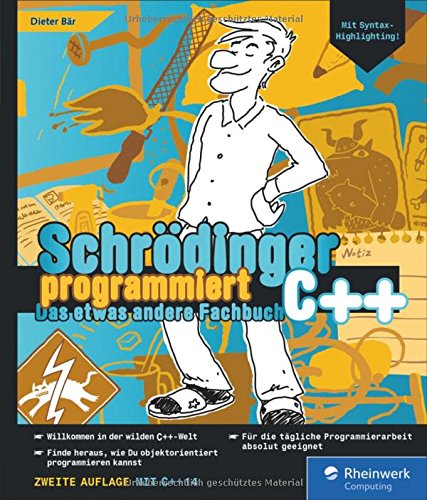 Dieter Bär
Urheberrechtlich geschütztes Material
Mit Syntax-
Highlighting!
Notiz
Schrödinger
programmiert
C++
Das etwas andere Fachbuch
Willkommen in der wilden C++-Welt
Finde heraus, wie Du objektorientiert
programmieren kannst
Für die tägliche Programmierarbeit
absolut geeignet
ZWEITE AUFLAGE MIT C++14
Urheberrechtlich geschütztes Material
Rheinwerk
Computing